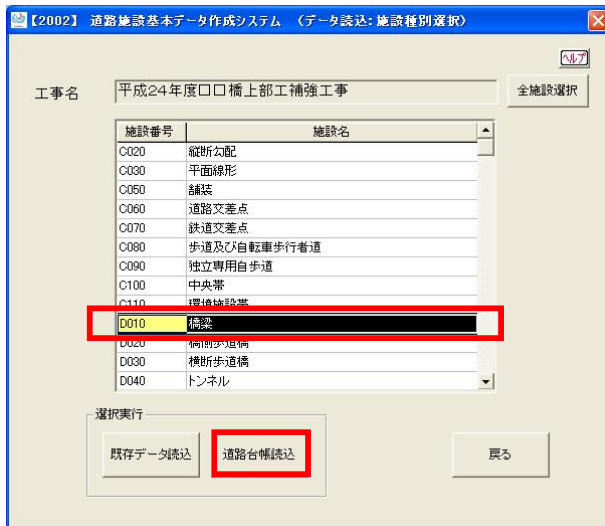 【2002】 道路施設基本データ作成システム （データ読込:施設種別選択）
ヘルプ
工事名 平成24年度口口橋上部工補強工事 全施設選択
施設番号 施設名
C020 縦断勾配
C030 平面線形
C050 舗装
C060 道路交差点
C070 鉄道交差点
C080 歩道及び自転車歩行者道
C090 独立専用自歩道
C100 中央帯
C110 環境施設帯
D010 橋梁
D020 橋側歩道橋
D030 横断歩道橋
D040 トンネル
選択実行
既存データ読込 道路台帳読込 戻る